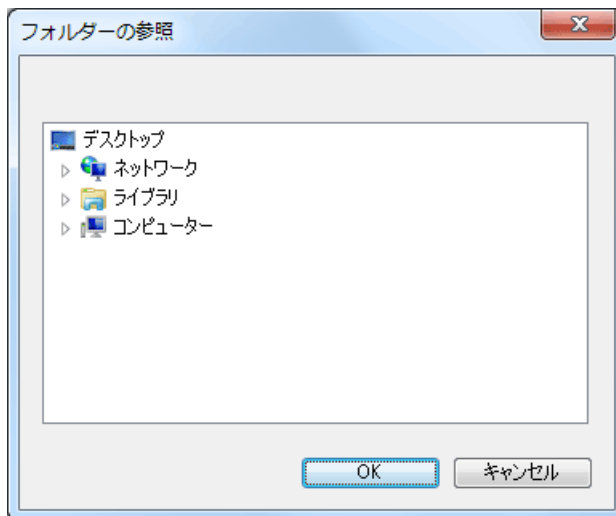 フォルダーの参照
デスクトップ
ネットワーク
ライブラリ
コンピューター
OK
キャンセル